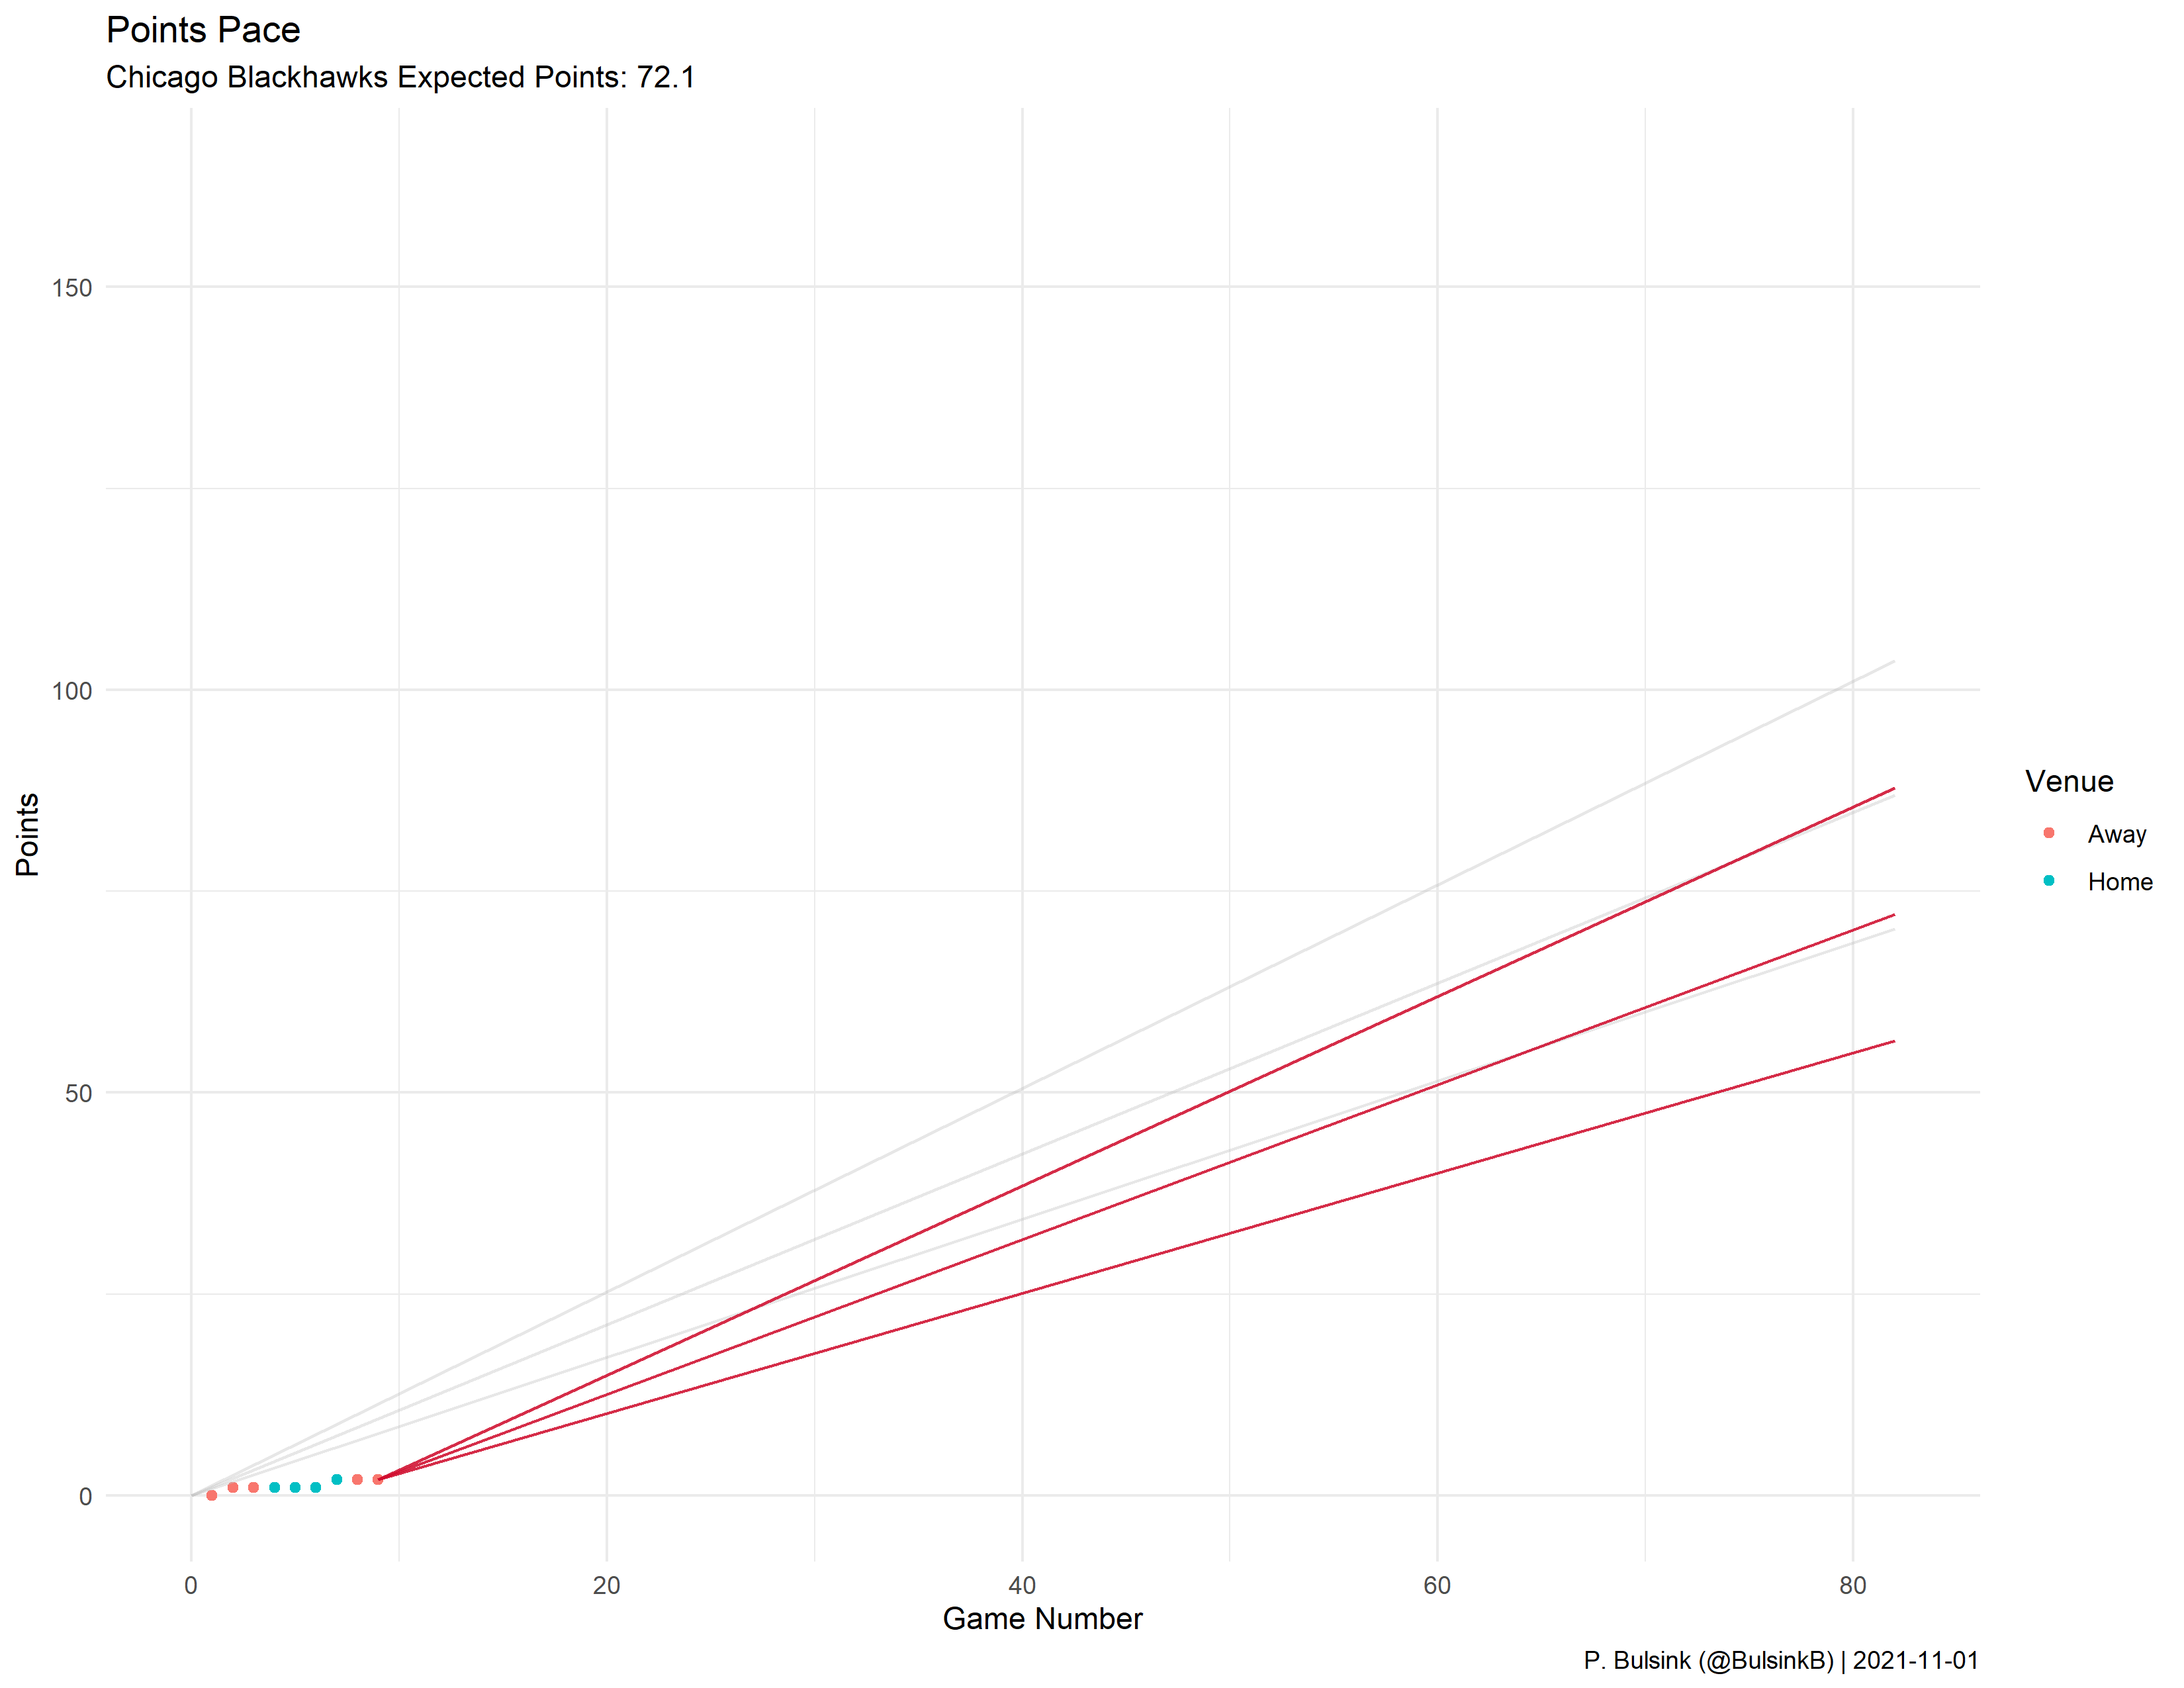 Points Pace
Chicago Blackhawks Expected Points: 72.1
150
100
50
0
Points
0 20 40 60 80
Game Number
Venue
Away
Home
P. Bulsink (@BulsinkB) | 2021-11-01